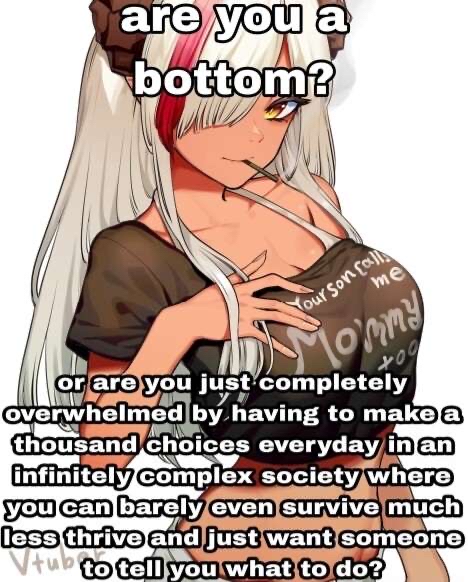 are you a
bottom?
Your son calls
me
Mommy
too
or are you just completely
overwhelmed by having to make a
thousand choices everyday in an
infinitely complex society where
you can barely even survive much
less thrive and just want someone
to tell you what to do?
Vtuber